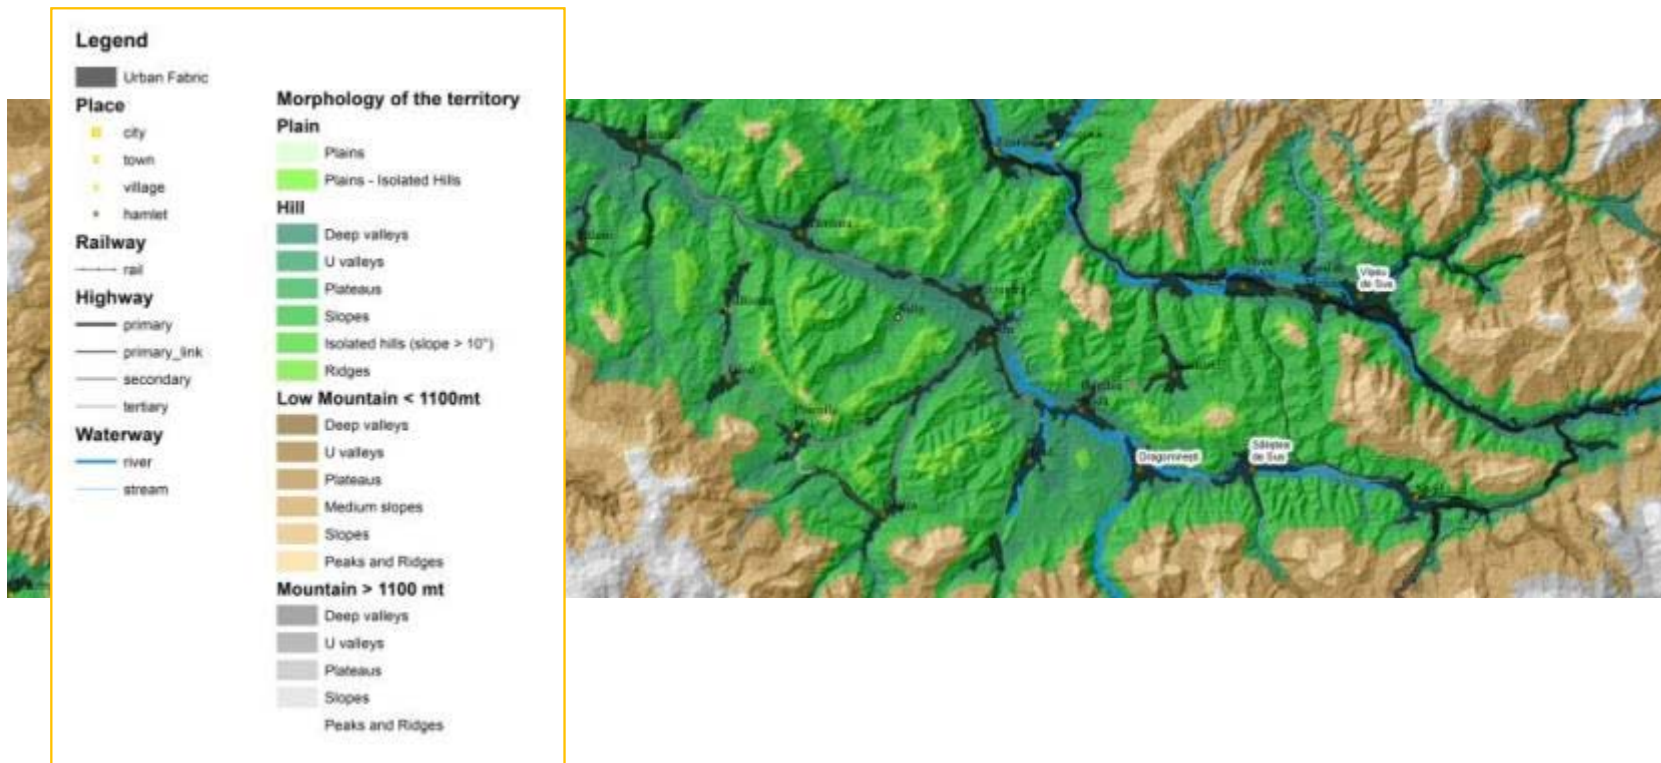 Legend
Urban Fabric
Place
city
town
village
hamlet
Railway
rail
Highway
primary
primary_link
secondary
tertiary
Waterway
river
stream
Morphology of the territory
Plain
Plains
Plains - Isolated Hills
Hill
Deep valleys
U valleys
Plateaus
Slopes
Isolated hills (slope > 10°)
Ridges
Low Mountain < 1100mt
Deep valleys
U valleys
Plateaus
Medium slopes
Slopes
Peaks and Ridges
Mountain > 1100 mt
Deep valleys
U valleys
Plateaus
Slopes
Peaks and Ridges
de Sus
Dragomirești
de Sus